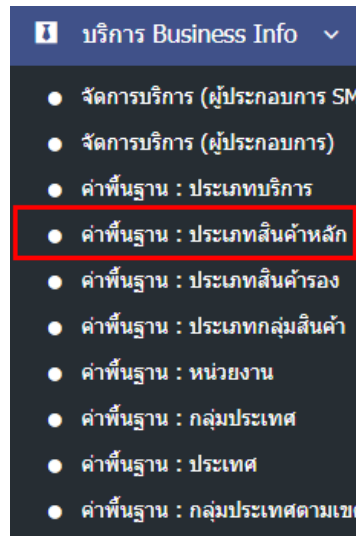 บริการ Business Info
จัดการบริการ (ผู้ประกอบการ SM
จัดการบริการ (ผู้ประกอบการ)
ค่าพื้นฐาน : ประเภทบริการ
ค่าพื้นฐาน : ประเภทสินค้าหลัก
ค่าพื้นฐาน : ประเภทสินค้ารอง
ค่าพื้นฐาน : ประเภทกลุ่มสินค้า
ค่าพื้นฐาน : หน่วยงาน
ค่าพื้นฐาน : กลุ่มประเทศ
ค่าพื้นฐาน : ประเทศ
ค่าพื้นฐาน : กลุ่มประเทศตามเข